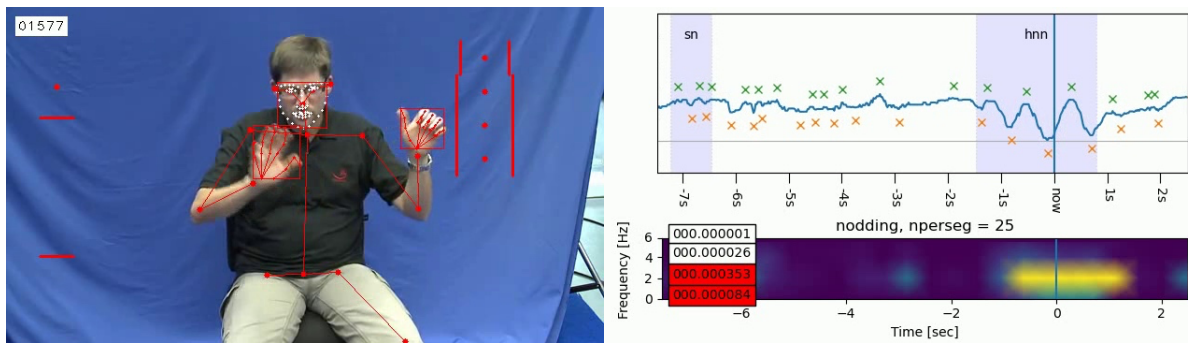 01577
sn
hnn
-7s
-6s
-5s
-4s
-3s
-2s
-1s
now
1s
2s
nodding, nperseg = 25
Frequency [Hz]
6
4
2
0
000.000001
000.000026
000.000353
000.000084
-6
-4
-2
0
2
Time [sec]